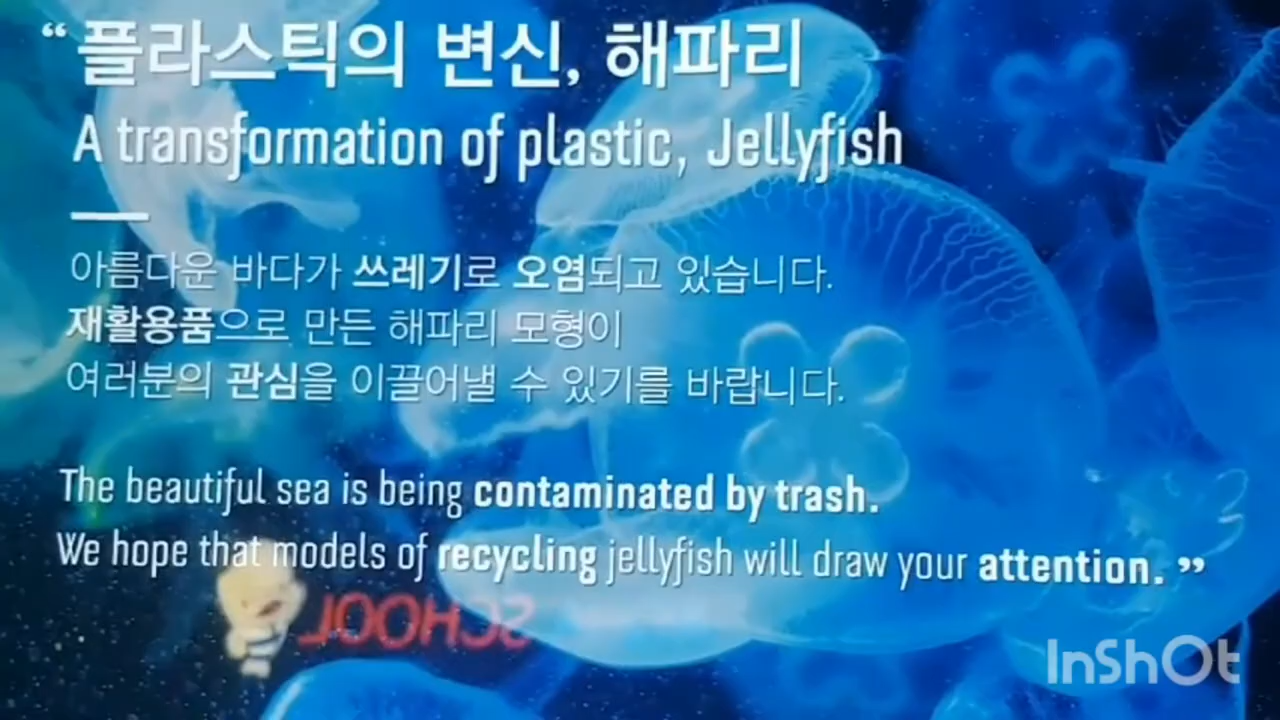 “ 플라스틱의 변신, 해파리
A transformation of plastic, Jellyfish
아름다운 바다가 쓰레기로 오염되고 있습니다.
재활용품으로 만든 해파리 모형이
여러분의 관심을 이끌어낼 수 있기를 바랍니다.
The beautiful sea is being contaminated by trash.
We hope that models of recycling jellyfish will draw your attention. ”
SCHOOL
InShOt